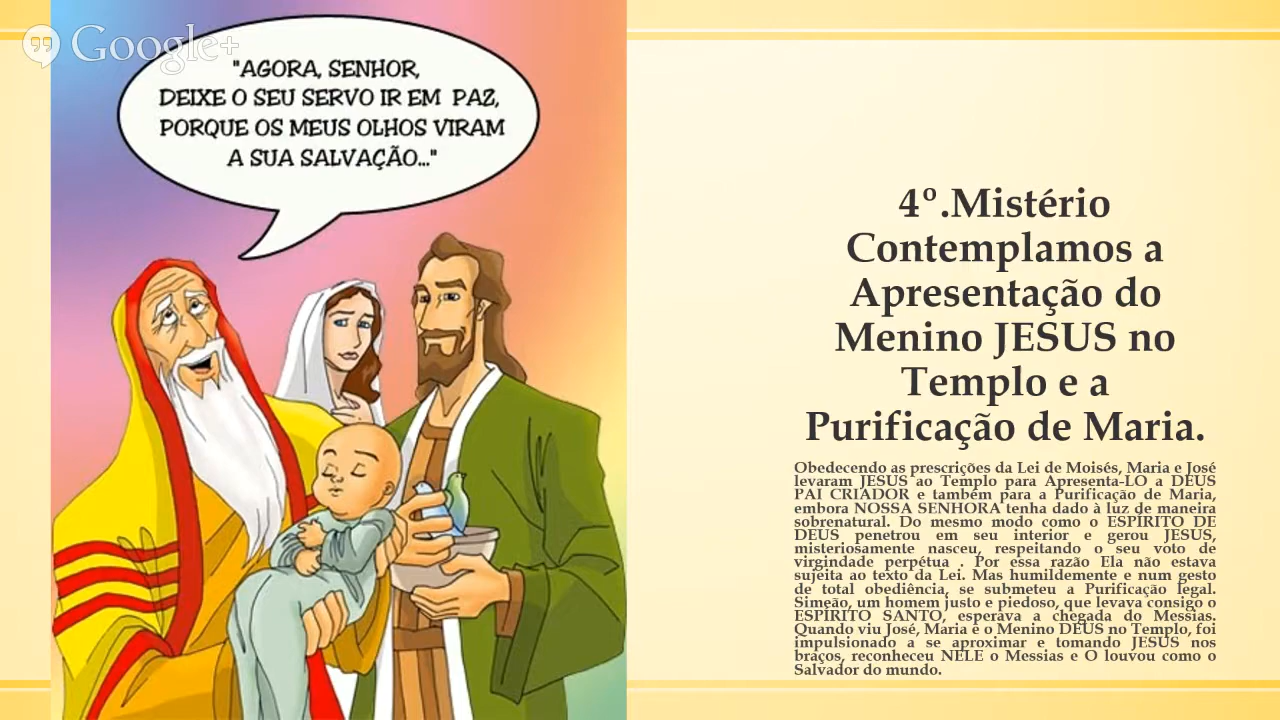 Google+
"AGORA, SENHOR,
DEIXE O SEU SERVO IR EM PAZ,
PORQUE OS MEUS OLHOS VIRAM
A SUA SALVAÇÃO..."
4º.Mistério
Contemplamos a
Apresentação do
Menino JESUS no
Templo e a
Purificação de Maria.
Obedecendo as prescrições da Lei de Moisés, Maria e José
levaram JESUS ao Templo para Apresenta-LO a DEUS
PAI CRIADOR e também para a Purificação de Maria,
embora NOSSA SENHORA tenha dado à luz de maneira
sobrenatural. Do mesmo modo como o ESPÍRITO DE
DEUS penetrou em seu interior e gerou JESUS,
misteriosamente nasceu, respeitando o seu voto de
virgindade perpétua . Por essa razão Ela não estava
sujeita ao texto da Lei. Mas humildemente e num gesto
de total obediência, se submeteu a Purificação legal.
Simeão, um homem justo e piedoso, que levava consigo o
ESPÍRITO SANTO, esperava a chegada do Messias.
Quando viu José, Maria e o Menino DEUS no Templo, foi
impulsionado a se aproximar e tomando JESUS nos
braços, reconheceu NELE o Messias e O louvou como o
Salvador do mundo.